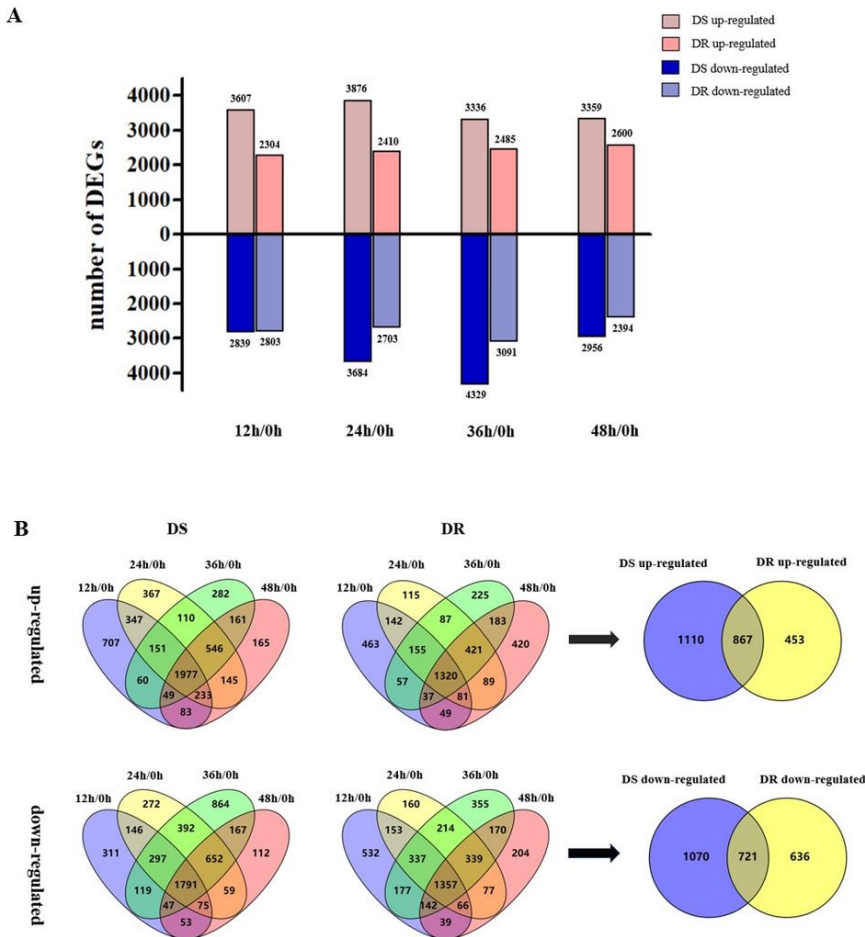 A
DS up-regulated
DR up-regulated
DS down-regulated
DR down-regulated
number of DEGs
4000
3000
2000
1000
0
1000
2000
3000
4000
3607
2304
3876
2410
3336
2485
3359
2600
2839
2803
3684
2703
4329
3091
2956
2394
12h/0h
24h/0h
36h/0h
48h/0h
B
DS
DR
up-regulated
12h/0h
24h/0h
36h/0h
48h/0h
367
282
347
110
161
707
151
546
165
1977
60
145
49
233
83
12h/0h
24h/0h
36h/0h
48h/0h
115
225
142
87
183
463
155
421
420
1320
57
89
37
81
49
DS up-regulated
DR up-regulated
1110
867
453
down-regulated
12h/0h
24h/0h
36h/0h
48h/0h
272
864
146
392
167
311
297
652
112
1791
119
59
47
75
53
12h/0h
24h/0h
36h/0h
48h/0h
160
355
153
214
170
532
337
339
204
1357
177
77
142
66
39
DS down-regulated
DR down-regulated
1070
721
636